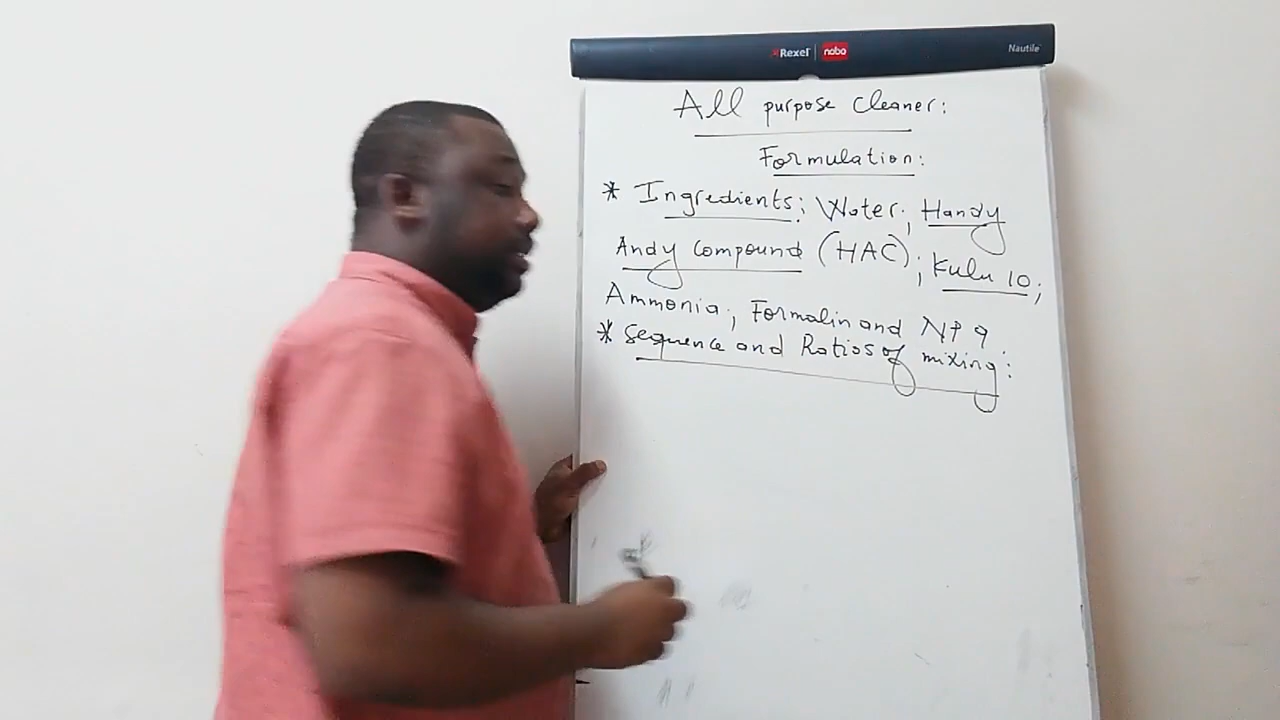 Rexel nobo Nautile
All purpose cleaner:
Formulation:
* Ingredients; Water; Handy
Andy compound (HAC); Kulu 10;
Ammonia; Formalin and NP 9
* Sequence and Ratios of mixing: